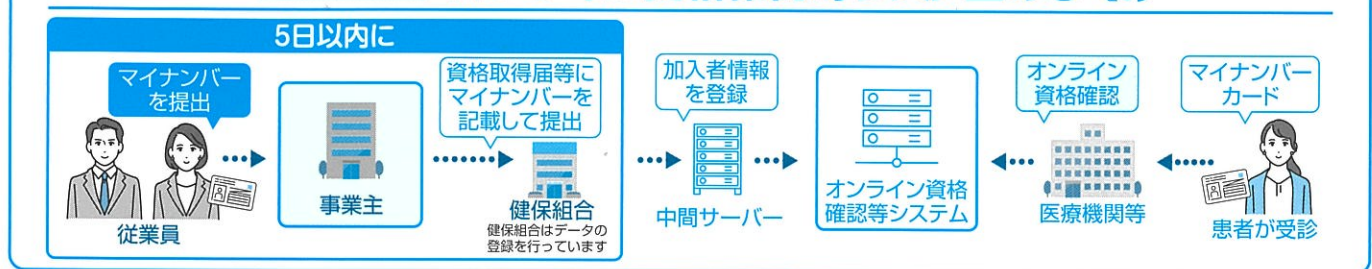 5日以内に
マイナンバー
を提出
従業員
事業主
資格取得届等に
マイナンバーを
記載して提出
健保組合
健保組合はデータの
登録を行っています
加入者情報
を登録
中間サーバー
オンライン資格
確認等システム
オンライン
資格確認
医療機関等
マイナンバー
カード
患者が受診